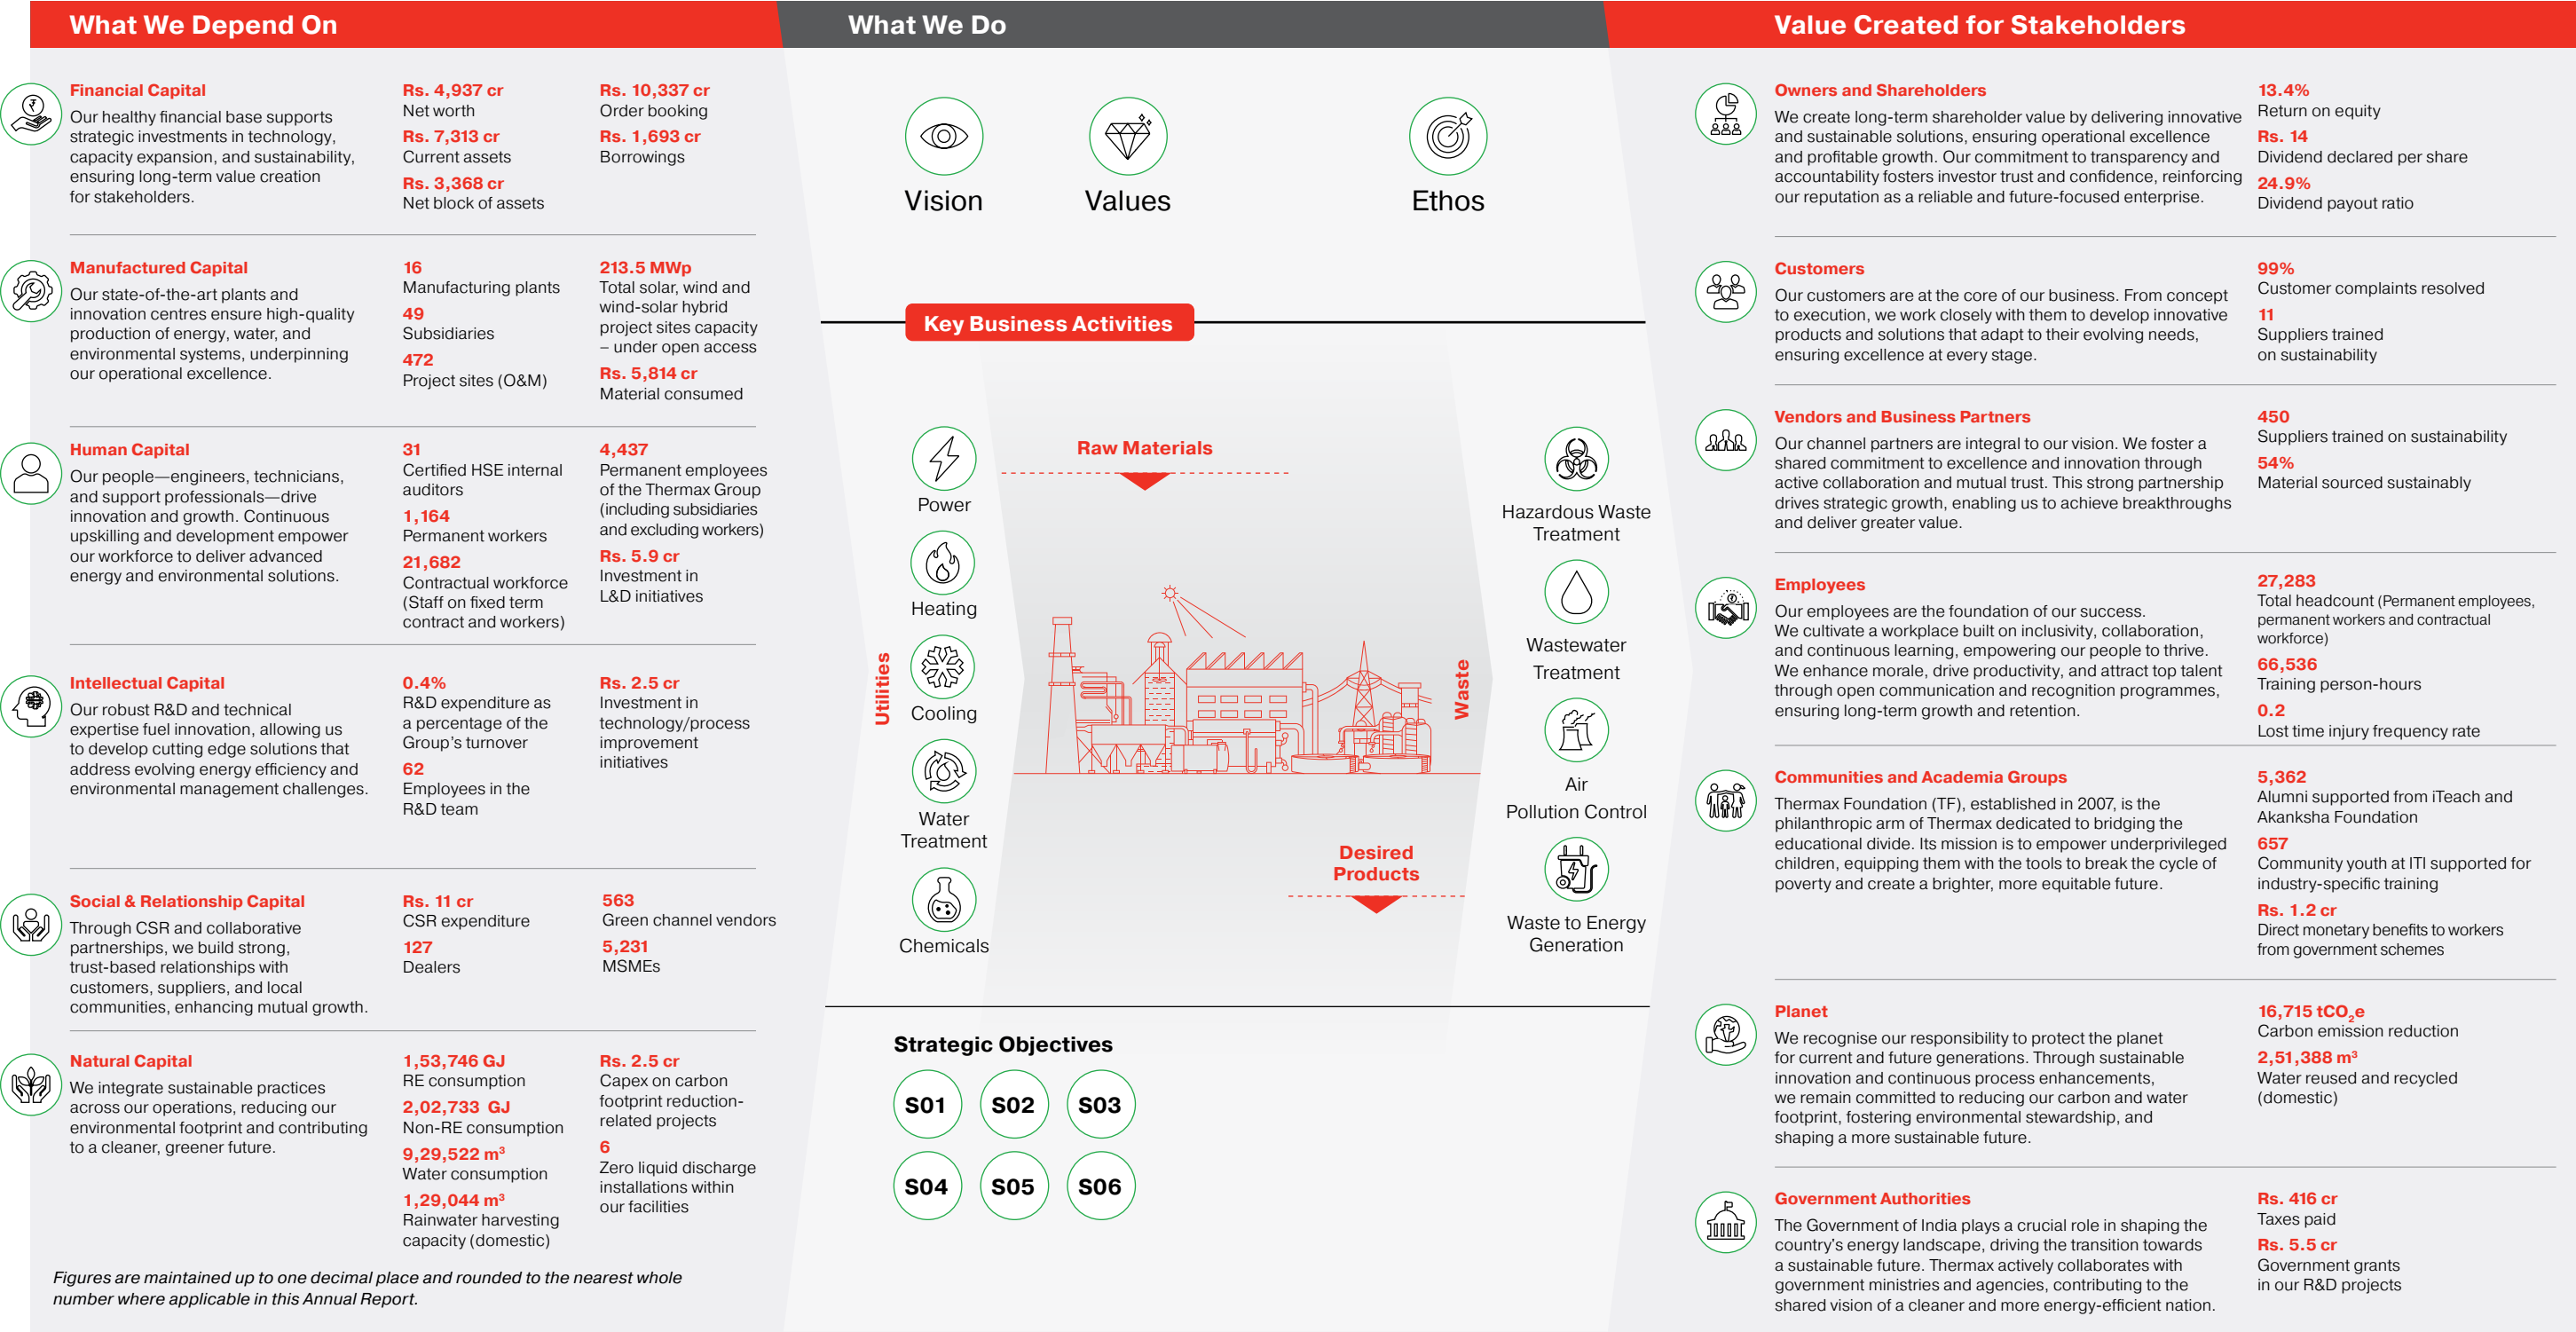 What We Depend On
Financial Capital
Our healthy financial base supports
strategic investments in technology,
capacity expansion, and sustainability,
ensuring long-term value creation
for stakeholders.
Rs. 4,937 cr
Net worth
Rs. 7,313 cr
Current assets
Rs. 3,368 cr
Net block of assets
Rs. 10,337 cr
Order booking
Rs. 1,693 cr
Borrowings
Manufactured Capital
Our state-of-the-art plants and
innovation centres ensure high-quality
production of energy, water, and
environmental systems, underpinning
our operational excellence.
16
Manufacturing plants
49
Subsidiaries
472
Project sites (O&M)
213.5 MWp
Total solar, wind and
wind-solar hybrid
project sites capacity
– under open access
Rs. 5,814 cr
Material consumed
Human Capital
Our people—engineers, technicians,
and support professionals—drive
innovation and growth. Continuous
upskilling and development empower
our workforce to deliver advanced
energy and environmental solutions.
31
Certified HSE internal
auditors
1,164
Permanent workers
21,682
Contractual workforce
(Staff on fixed term
contract and workers)
4,437
Permanent employees
of the Thermax Group
(including subsidiaries
and excluding workers)
Rs. 5.9 cr
Investment in
L&D initiatives
Intellectual Capital
Our robust R&D and technical
expertise fuel innovation, allowing us
to develop cutting edge solutions that
address evolving energy efficiency and
environmental management challenges.
0.4%
R&D expenditure as
a percentage of the
Group's turnover
62
Employees in the
R&D team
Rs. 2.5 cr
Investment in
technology/process
improvement
initiatives
Social & Relationship Capital
Through CSR and collaborative
partnerships, we build strong,
trust-based relationships with
customers, suppliers, and local
communities, enhancing mutual growth.
Rs. 11 cr
CSR expenditure
127
Dealers
563
Green channel vendors
5,231
MSMEs
Natural Capital
We integrate sustainable practices
across our operations, reducing our
environmental footprint and contributing
to a cleaner, greener future.
1,53,746 GJ
RE consumption
2,02,733 GJ
Non-RE consumption
9,29,522 m³
Water consumption
1,29,044 m³
Rainwater harvesting
capacity (domestic)
Rs. 2.5 cr
Capex on carbon
footprint reduction-
related projects
6
Zero liquid discharge
installations within
our facilities
Figures are maintained up to one decimal place and rounded to the nearest whole
number where applicable in this Annual Report.
What We Do
Vision
Values
Ethos
Key Business Activities
Utilities
Power
Heating
Cooling
Water
Treatment
Chemicals
Raw Materials
Desired
Products
Waste
Hazardous Waste
Treatment
Wastewater
Treatment
Air
Pollution Control
Waste to Energy
Generation
Strategic Objectives
S01
S02
S03
S04
S05
S06
Value Created for Stakeholders
Owners and Shareholders
We create long-term shareholder value by delivering innovative
and sustainable solutions, ensuring operational excellence
and profitable growth. Our commitment to transparency and
accountability fosters investor trust and confidence, reinforcing
our reputation as a reliable and future-focused enterprise.
13.4%
Return on equity
Rs. 14
Dividend declared per share
24.9%
Dividend payout ratio
Customers
Our customers are at the core of our business. From concept
to execution, we work closely with them to develop innovative
products and solutions that adapt to their evolving needs,
ensuring excellence at every stage.
99%
Customer complaints resolved
11
Suppliers trained
on sustainability
Vendors and Business Partners
Our channel partners are integral to our vision. We foster a
shared commitment to excellence and innovation through
active collaboration and mutual trust. This strong partnership
drives strategic growth, enabling us to achieve breakthroughs
and deliver greater value.
450
Suppliers trained on sustainability
54%
Material sourced sustainably
Employees
Our employees are the foundation of our success.
We cultivate a workplace built on inclusivity, collaboration,
and continuous learning, empowering our people to thrive.
We enhance morale, drive productivity, and attract top talent
through open communication and recognition programmes,
ensuring long-term growth and retention.
27,283
Total headcount (Permanent employees,
permanent workers and contractual
workforce)
66,536
Training person-hours
0.2
Lost time injury frequency rate
Communities and Academia Groups
Thermax Foundation (TF), established in 2007, is the
philanthropic arm of Thermax dedicated to bridging the
educational divide. Its mission is to empower underprivileged
children, equipping them with the tools to break the cycle of
poverty and create a brighter, more equitable future.
5,362
Alumni supported from iTeach and
Akanksha Foundation
657
Community youth at ITI supported for
industry-specific training
Rs. 1.2 cr
Direct monetary benefits to workers
from government schemes
Planet
We recognise our responsibility to protect the planet
for current and future generations. Through sustainable
innovation and continuous process enhancements,
we remain committed to reducing our carbon and water
footprint, fostering environmental stewardship, and
shaping a more sustainable future.
16,715 tCO₂e
Carbon emission reduction
2,51,388 m³
Water reused and recycled
(domestic)
Government Authorities
The Government of India plays a crucial role in shaping the
country's energy landscape, driving the transition towards
a sustainable future. Thermax actively collaborates with
government ministries and agencies, contributing to the
shared vision of a cleaner and more energy-efficient nation.
Rs. 416 cr
Taxes paid
Rs. 5.5 cr
Government grants
in our R&D projects